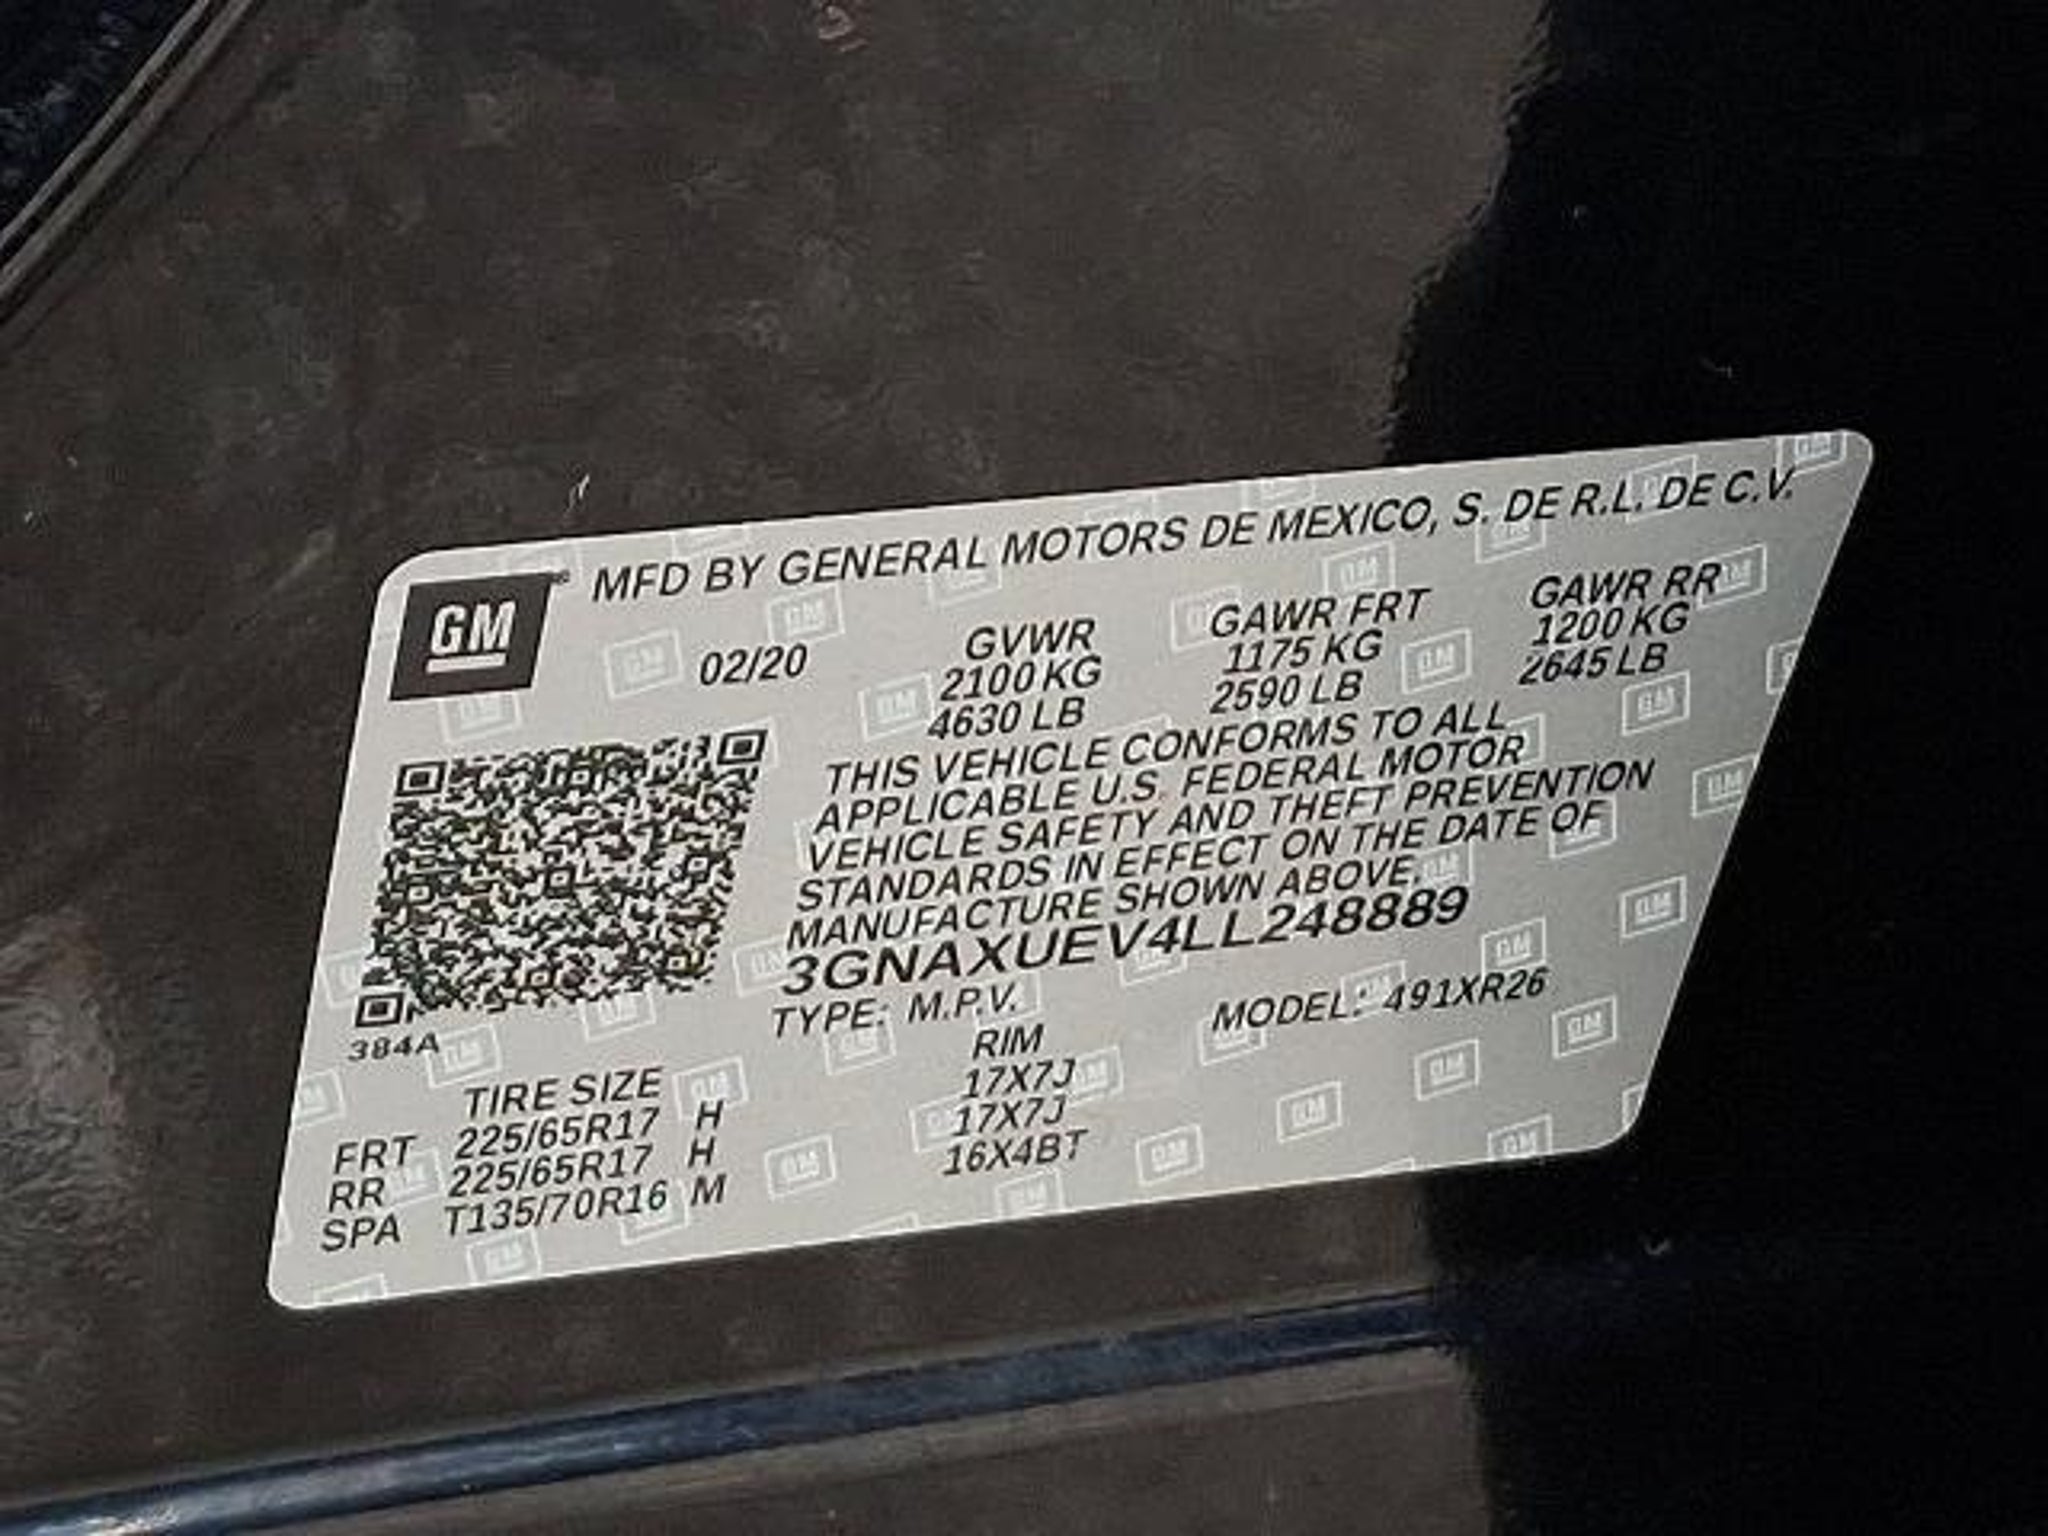 GM MFD BY GENERAL MOTORS DE MEXICO, S. DE R.L. DE C.V.
02/20 GVWR GAWR FRT GAWR RR
2100 KG 1175 KG 1200 KG
4630 LB 2590 LB 2645 LB
THIS VEHICLE CONFORMS TO ALL
APPLICABLE U.S. FEDERAL MOTOR
VEHICLE SAFETY AND THEFT PREVENTION
STANDARDS IN EFFECT ON THE DATE OF
MANUFACTURE SHOWN ABOVE.
3GNAXUEV4LL248889
TYPE: M.P.V. MODEL: 491XR26
384A
TIRE SIZE RIM
FRT 225/65R17 H 17X7J
RR 225/65R17 H 17X7J
SPA T135/70R16 M 16X4BT